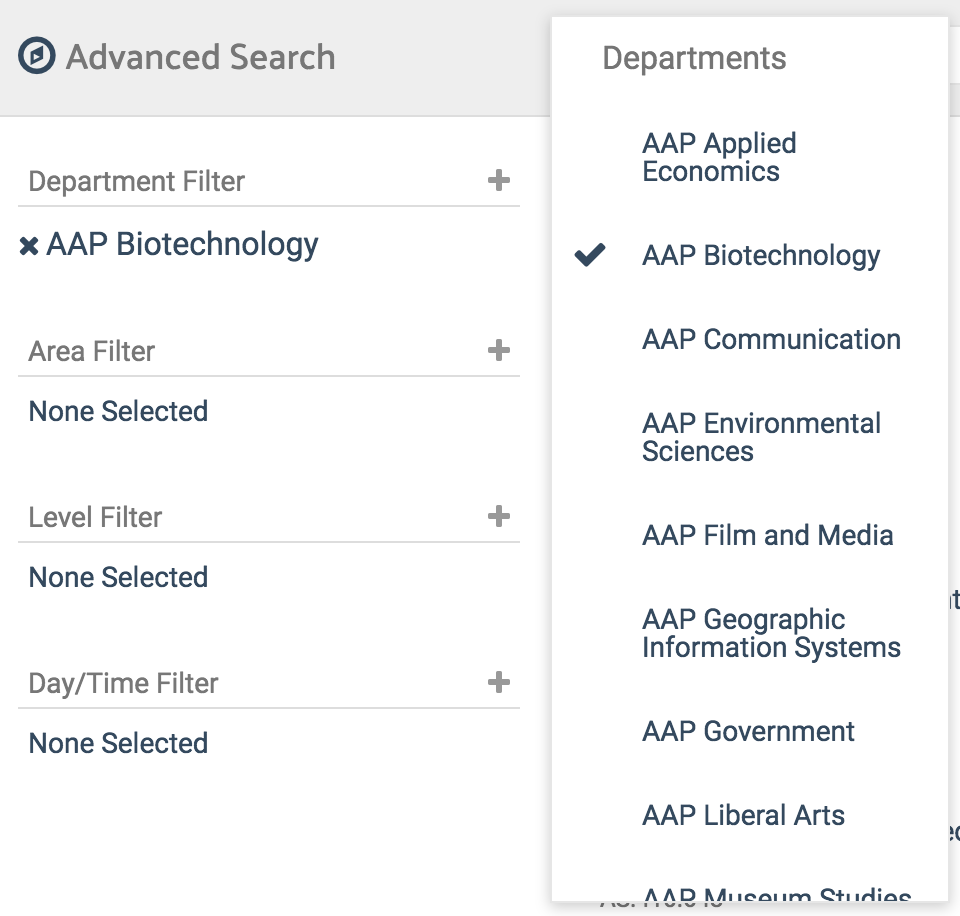 Advanced Search
Department Filter
AAP Biotechnology
Area Filter
None Selected
Level Filter
None Selected
Day/Time Filter
None Selected
Departments
AAP Applied
Economics
AAP Biotechnology
AAP Communication
AAP Environmental
Sciences
AAP Film and Media
AAP Geographic
Information Systems
AAP Government
AAP Liberal Arts
AAP Museum Studies